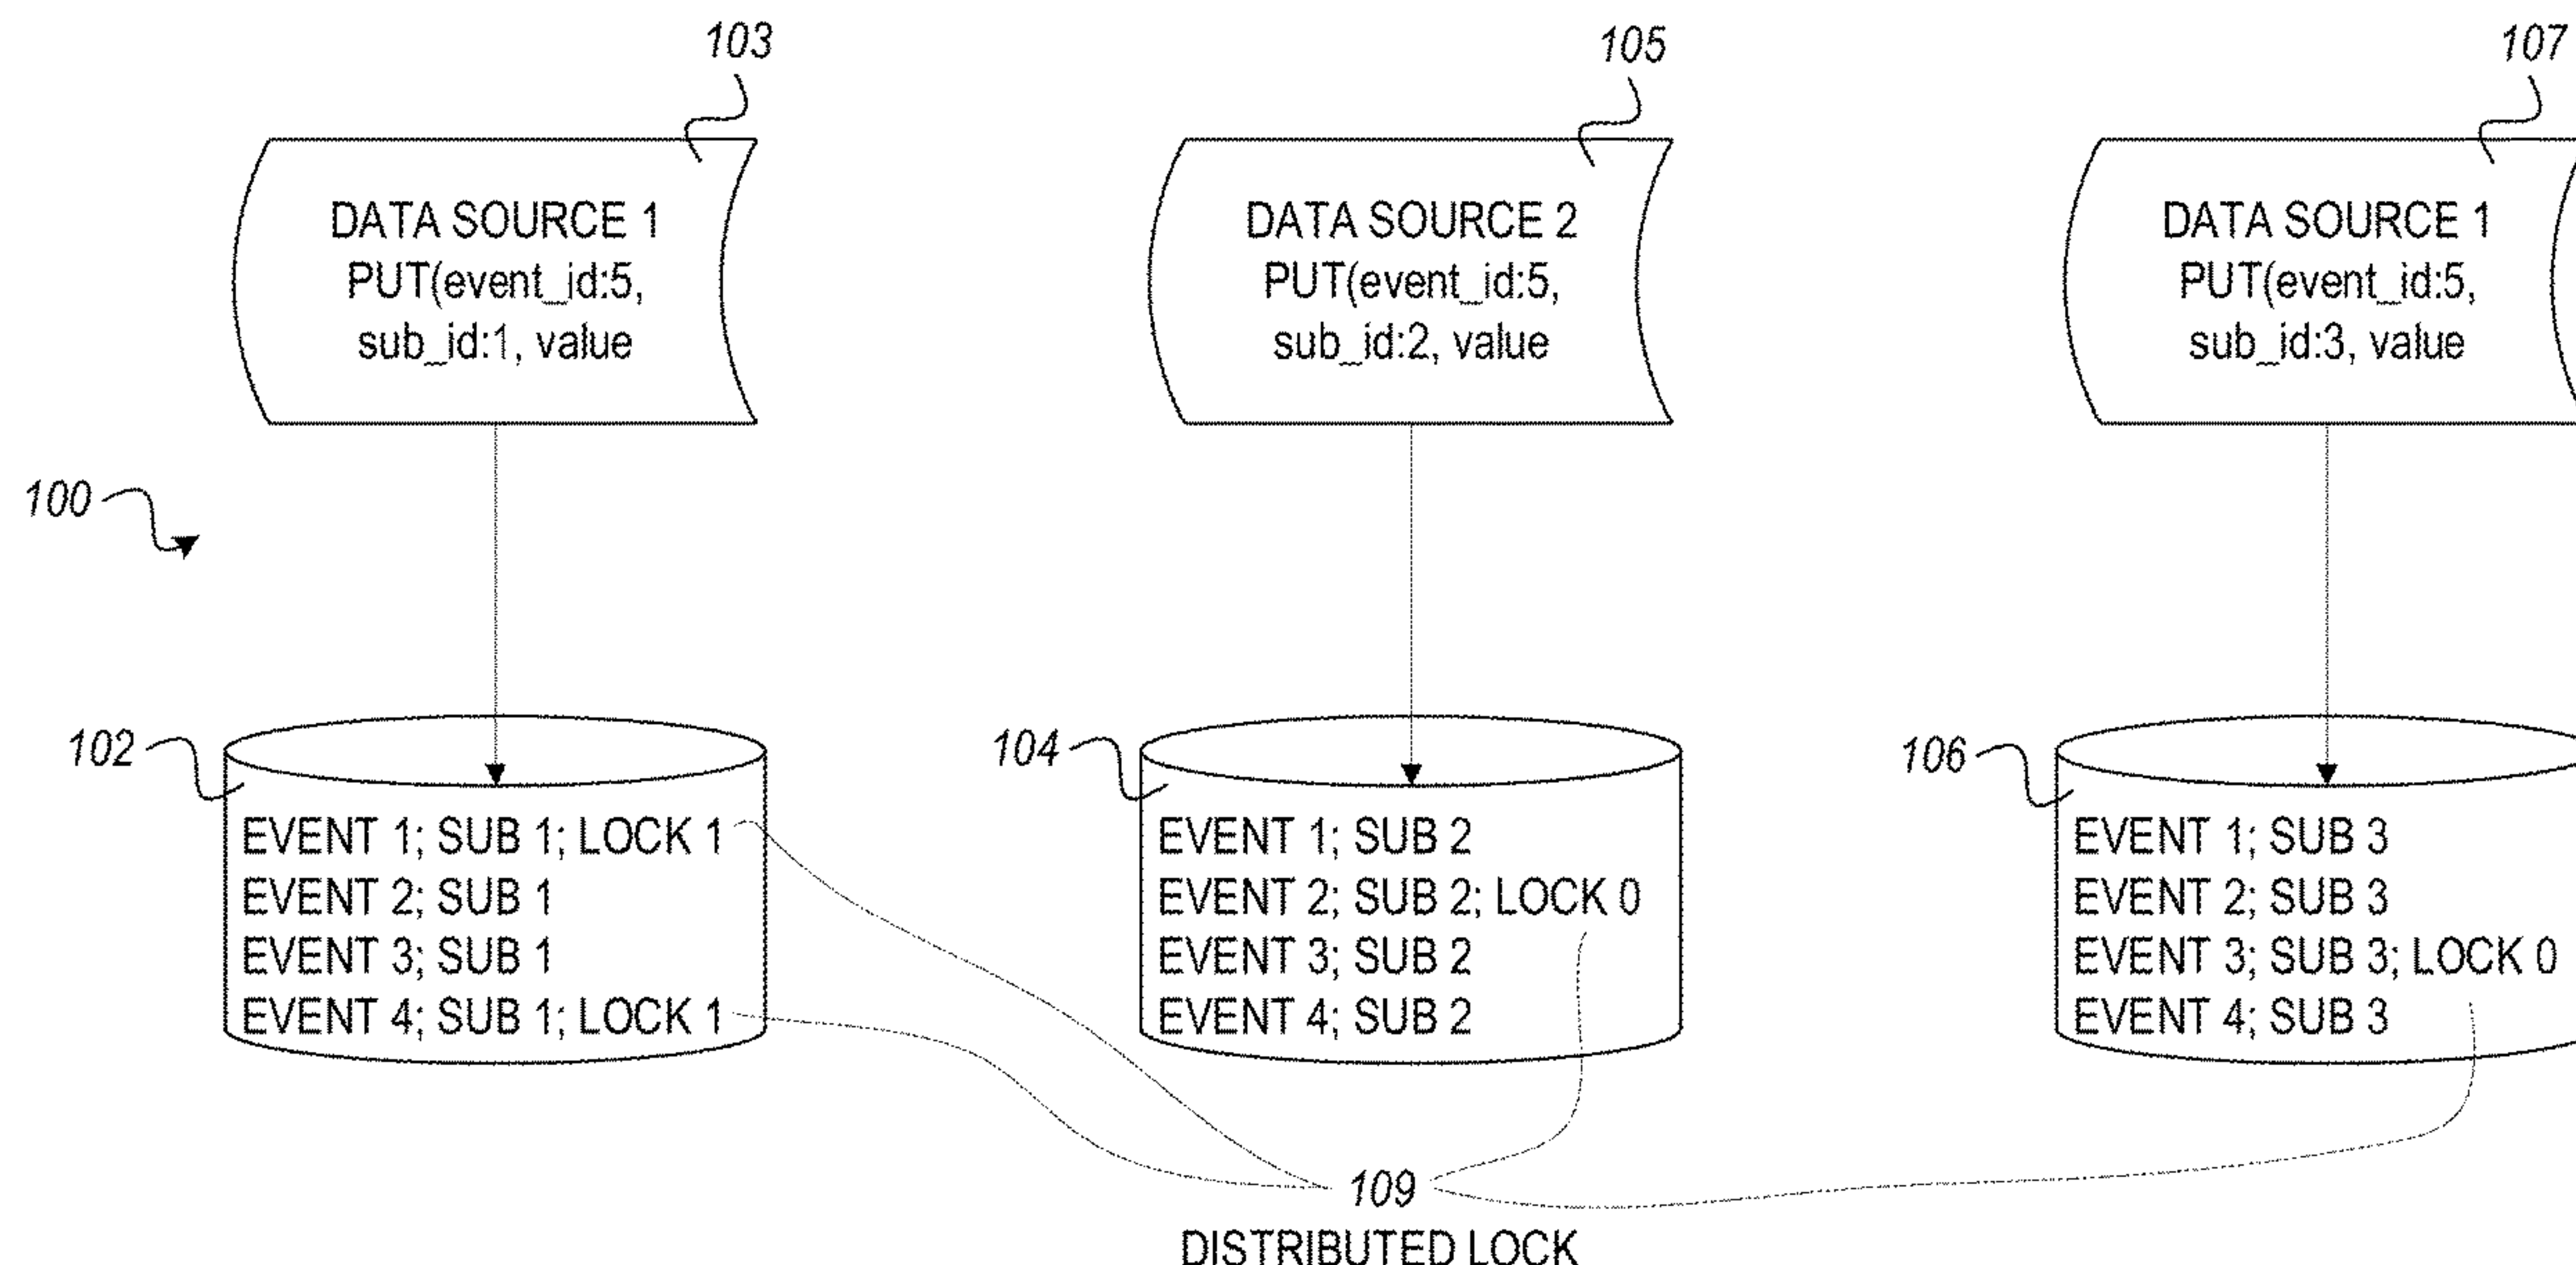 103
105
107
DATA SOURCE 1
PUT(event_id:5,
sub_id:1, value
DATA SOURCE 2
PUT(event_id:5,
sub_id:2, value
DATA SOURCE 1
PUT(event_id:5,
sub_id:3, value
100
102
EVENT 1; SUB 1; LOCK 1
EVENT 2; SUB 1
EVENT 3; SUB 1
EVENT 4; SUB 1; LOCK 1
104
EVENT 1; SUB 2
EVENT 2; SUB 2; LOCK 0
EVENT 3; SUB 2
EVENT 4; SUB 2
106
EVENT 1; SUB 3
EVENT 2; SUB 3
EVENT 3; SUB 3; LOCK 0
EVENT 4; SUB 3
109
DISTRIBUTED LOCK